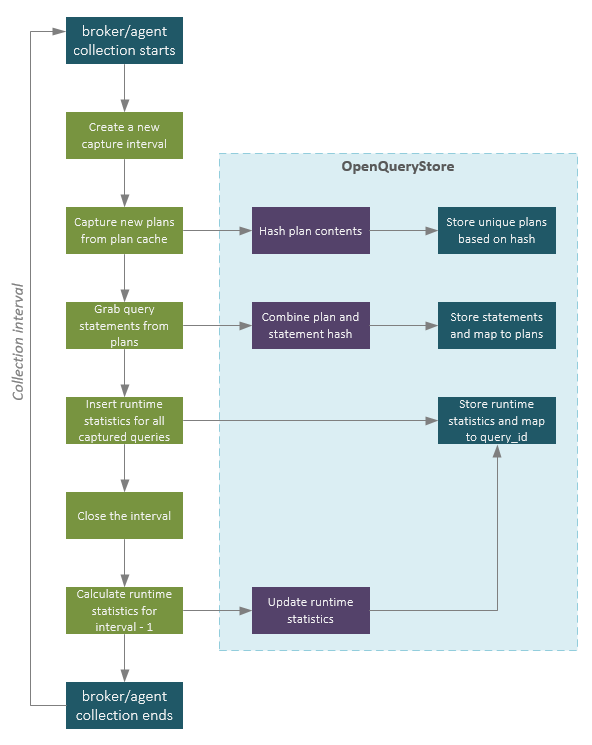 broker/agent
collection starts
Create a new
capture interval
OpenQueryStore
Capture new plans
from plan cache
Hash plan contents
Store unique plans
based on hash
Grab query
statements from
plans
Combine plan and
statement hash
Store statements
and map to plans
Collection interval
Insert runtime
statistics for all
captured queries
Store runtime
statistics and map
to query_id
Close the interval
Calculate runtime
statistics for
interval - 1
Update runtime
statistics
broker/agent
collection ends